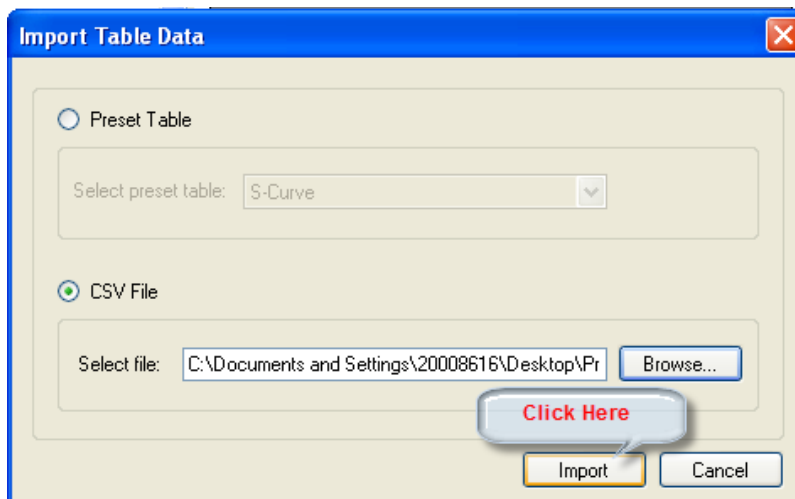 Import Table Data
Preset Table
Select preset table: S-Curve
CSV File
Select file: C:\Documents and Settings\20008616\Desktop\Pr Browse...
Click Here
Import Cancel